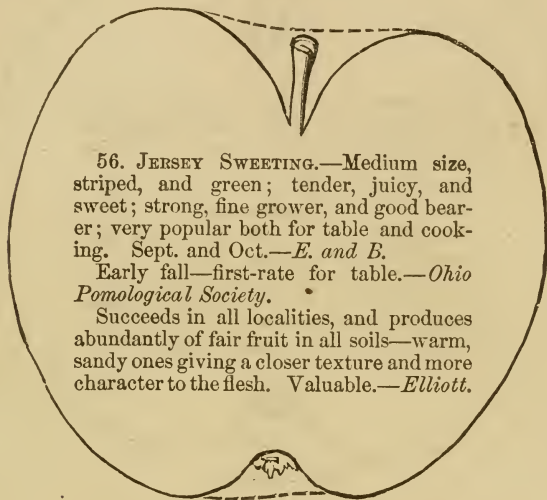 56. JERSEY SWEETING.—Medium size,
striped, and green; tender, juicy, and
sweet; strong, fine grower, and good bear-
er; very popular both for table and cook-
ing. Sept. and Oct.—E. and B.
Early fall—first-rate for table.—Ohio
Pomological Society.
Succeeds in all localities, and produces
abundantly of fair fruit in all soils—warm,
sandy ones giving a closer texture and more
character to the flesh. Valuable.—Elliott.